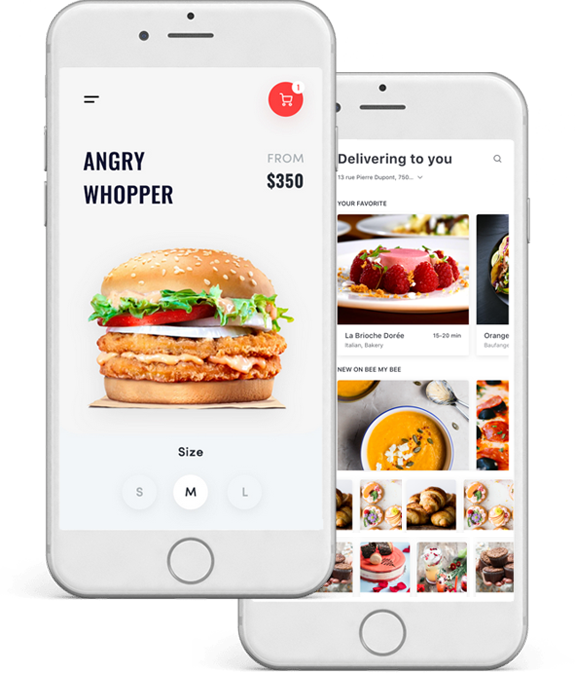 1
ANGRY
WHOPPER
FROM
$350
Size
S
M
L
Delivering to you
13 rue Pierre Dupont, 750...
YOUR FAVORITE
La Brioche Dorée
15-20 min
Italian, Bakery
Orange
Baufange
NEW ON BEE MY BEE